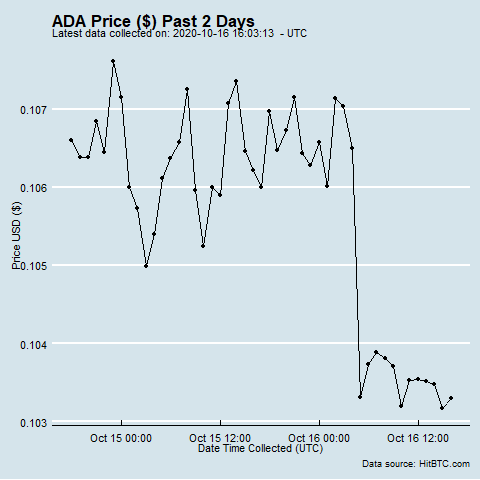 ADA Price ($) Past 2 Days
Latest data collected on: 2020-10-16 16:03:13 - UTC
Price USD ($)
0.107
0.106
0.105
0.104
0.103
Oct 15 00:00 Oct 15 12:00 Oct 16 00:00 Oct 16 12:00
Date Time Collected (UTC)
Data source: HitBTC.com